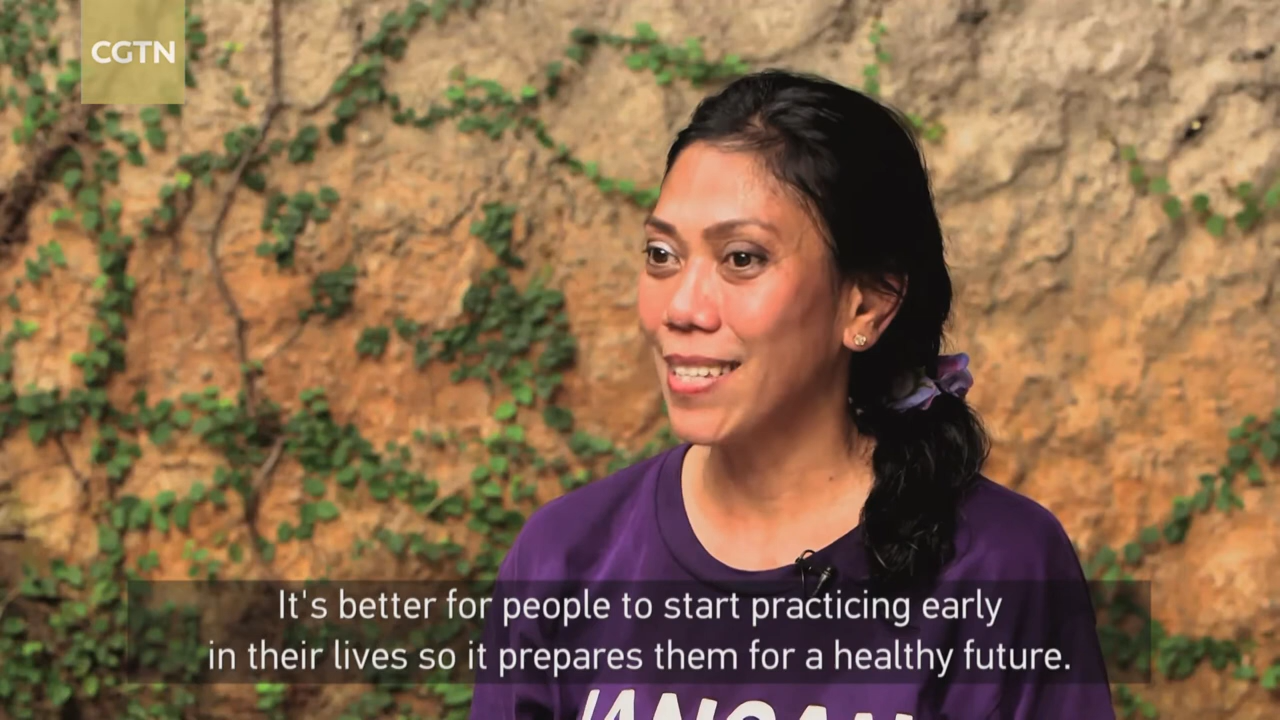 CGTN
It's better for people to start practicing early
in their lives so it prepares them for a healthy future.